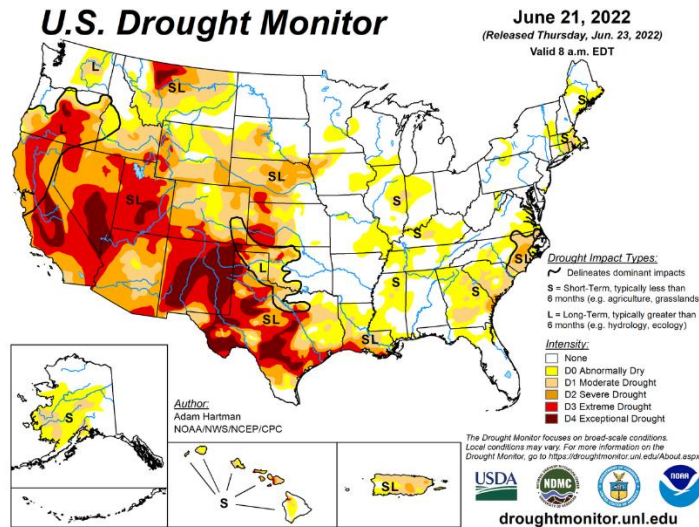 U.S. Drought Monitor
June 21, 2022
(Released Thursday, Jun. 23, 2022)
Valid 8 a.m. EDT
L
SL
S
L
S
SL
SL
S
S
L
SL
SL
S
S
SL
Drought Impact Types:
Delineates dominant impacts
S = Short-Term, typically less than
6 months (e.g. agriculture, grasslands
L = Long-Term, typically greater than
6 months (e.g. hydrology, ecology)
Intensity:
None
D0 Abnormally Dry
D1 Moderate Drought
D2 Severe Drought
D3 Extreme Drought
D4 Exceptional Drought
S
Author:
Adam Hartman
NOAA/NWS/NCEP/CPC
S
SL
The Drought Monitor focuses on broad-scale conditions.
Local conditions may vary. For more information on the
Drought Monitor, go to https://droughtmonitor.unl.edu/About.aspx
USDA
NDMC
NOAA
droughtmonitor.unl.edu